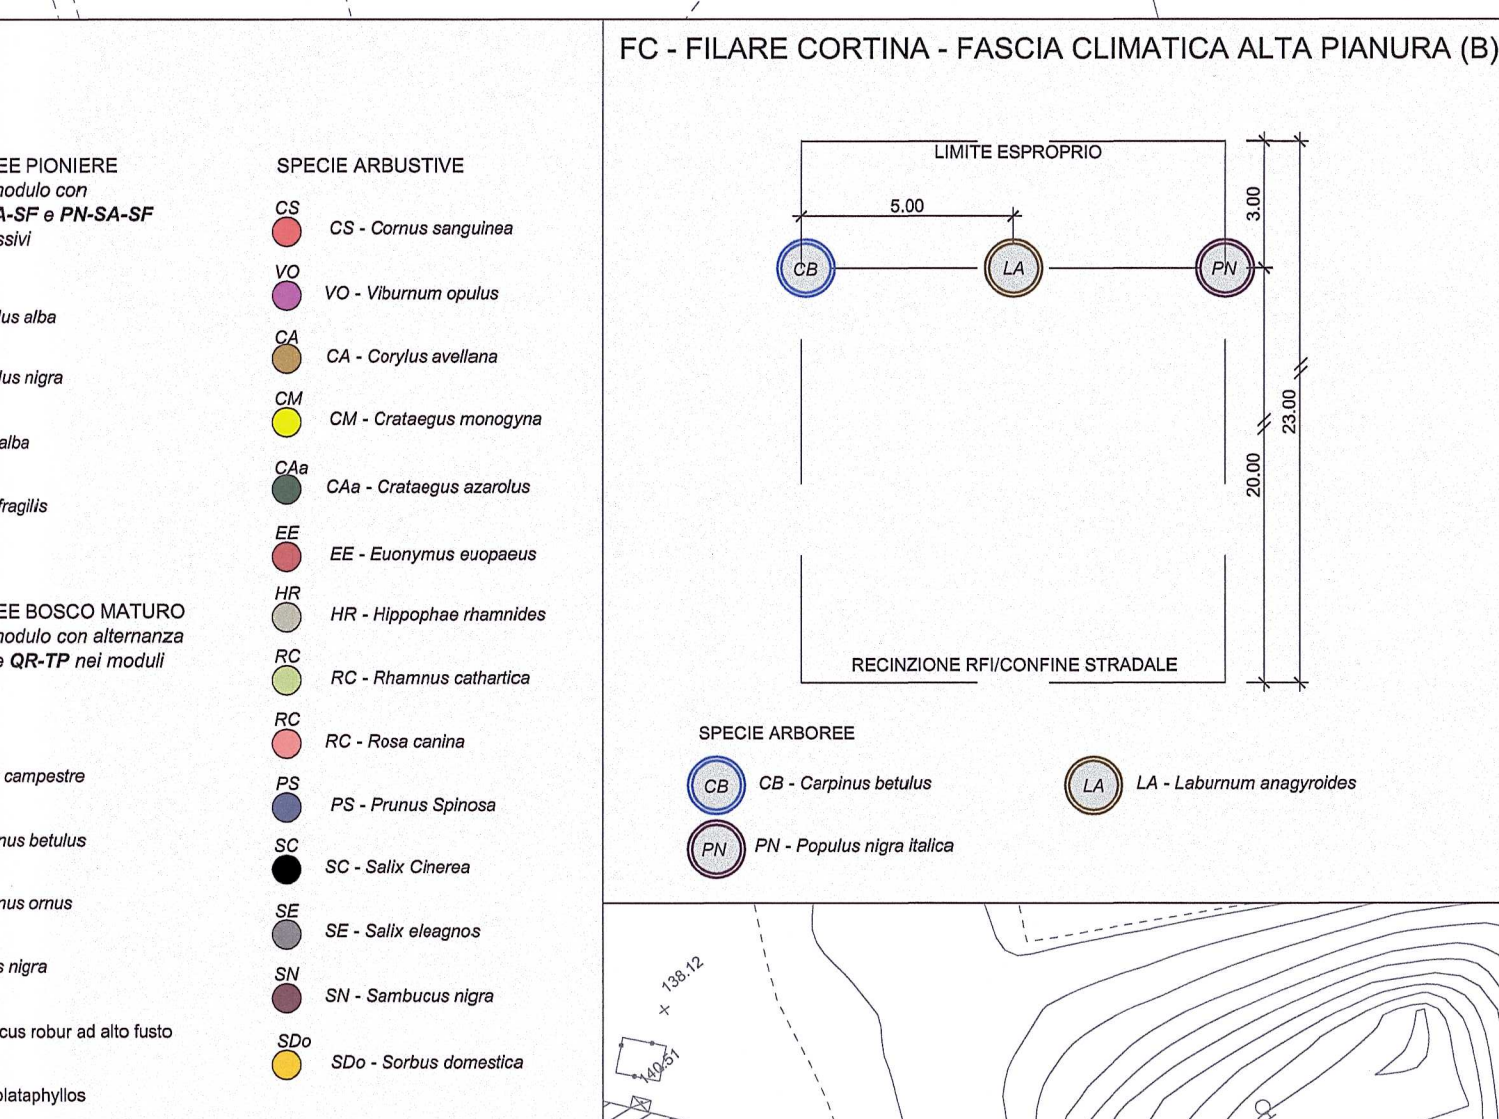 EE PIONIERE
modulo con
A-SF e PN-SA-SF
ssivi
lus alba
lus nigra
alba
fragilis
EE BOSCO MATURO
modulo con alternanza
e QR-TP nei moduli
campestre
nus betulus
nus ornus
s nigra
cus robur ad alto fusto
plataphyllos
SPECIE ARBUSTIVE
CS
CS - Cornus sanguinea
VO
VO - Viburnum opulus
CA
CA - Corylus avellana
CM
CM - Crataegus monogyna
CAa
CAa - Crataegus azarolus
EE
EE - Euonymus euopaeus
HR
HR - Hippophae rhamnides
RC
RC - Rhamnus cathartica
RC
RC - Rosa canina
PS
PS - Prunus Spinosa
SC
SC - Salix Cinerea
SE
SE - Salix eleagnos
SN
SN - Sambucus nigra
SDo
SDo - Sorbus domestica
FC - FILARE CORTINA - FASCIA CLIMATICA ALTA PIANURA (B)
LIMITE ESPROPRIO
5.00
3.00
CB
LA
PN
23.00
20.00
RECINZIONE RFI/CONFINE STRADALE
SPECIE ARBOREE
CB
CB - Carpinus betulus
LA
LA - Laburnum anagyroides
PN
PN - Populus nigra italica
138.12
140.51